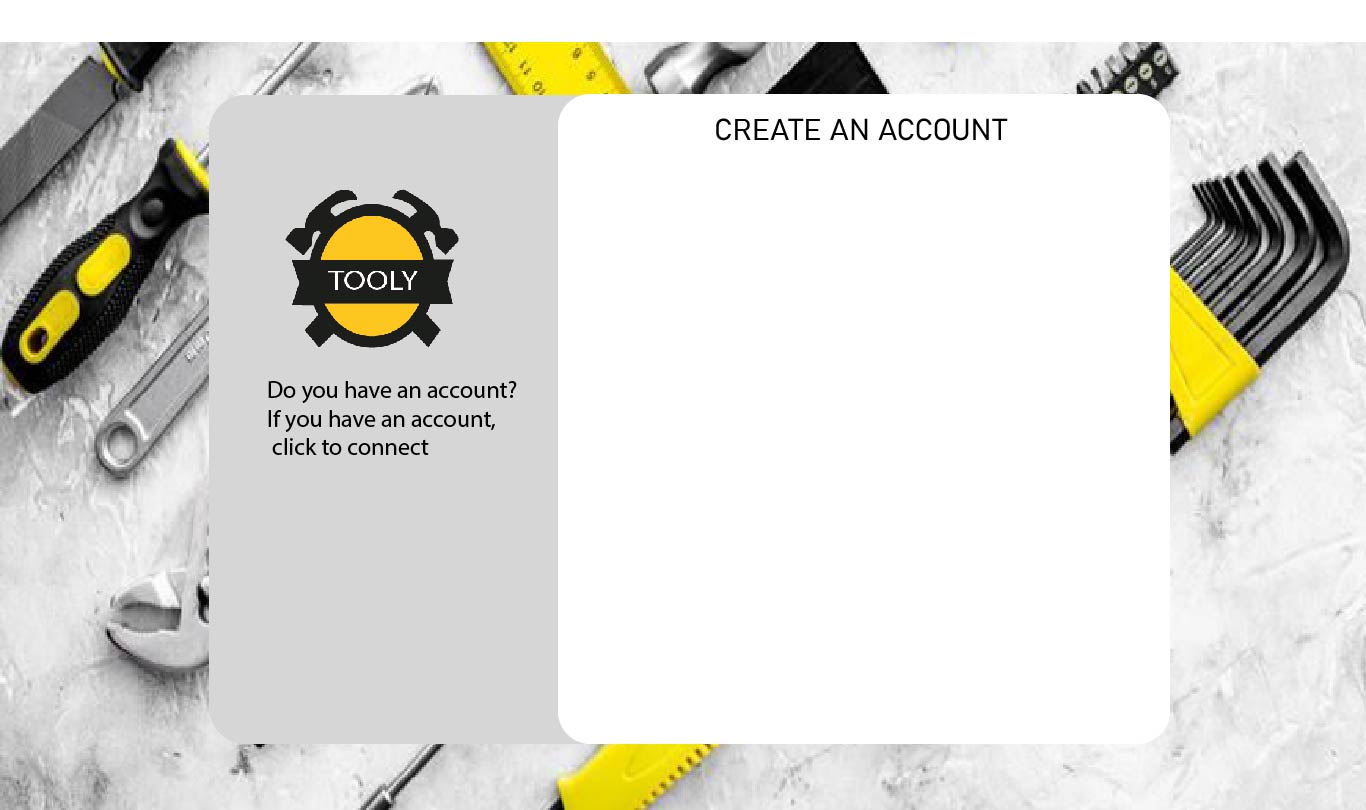 CREATE AN ACCOUNT
TOOLY
Do you have an account?
If you have an account,
click to connect